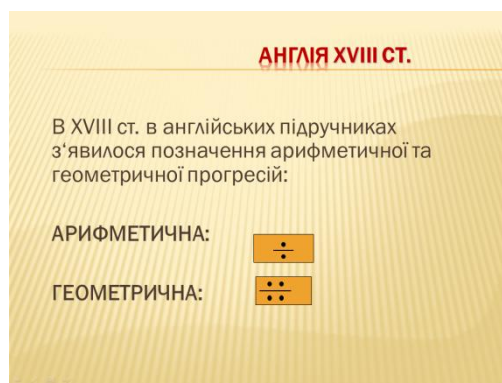 АНГЛІЯ XVIII СТ.
В XVIII ст. в англійських підручниках
з‘явилося позначення арифметичної та
геометричної прогресій:
АРИФМЕТИЧНА: ÷
ГЕОМЕТРИЧНА: ∺